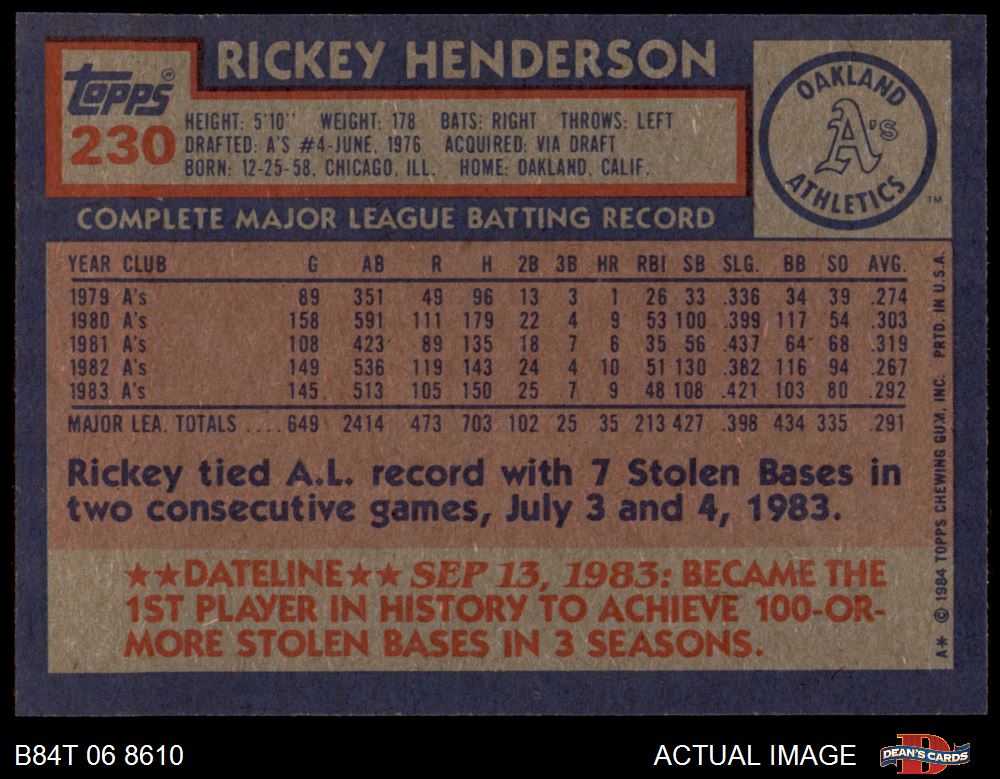 RICKEY HENDERSON
Topps®
230
HEIGHT: 5'10" WEIGHT: 178 BATS: RIGHT THROWS: LEFT
DRAFTED: A'S #4-JUNE, 1976 ACQUIRED: VIA DRAFT
BORN: 12-25-58, CHICAGO, ILL. HOME: OAKLAND, CALIF.
OAKLAND
A's
ATHLETICS
TM
COMPLETE MAJOR LEAGUE BATTING RECORD
YEAR CLUB G AB R H 2B 3B HR RBI SB SLG. BB SO AVG.
1979 A's 89 351 49 96 13 3 1 26 33 .336 34 39 .274
1980 A's 158 591 111 179 22 4 9 53 100 .399 117 54 .303
1981 A's 108 423 89 135 18 7 6 35 56 .437 64 68 .319
1982 A's 149 536 119 143 24 4 10 51 130 .382 116 94 .267
1983 A's 145 513 105 150 25 7 9 48 108 .421 103 80 .292
MAJOR LEA. TOTALS ....649 2414 473 703 102 25 35 213 427 .398 434 335 .291
Rickey tied A.L. record with 7 Stolen Bases in
two consecutive games, July 3 and 4, 1983.
★★DATELINE★★ SEP 13, 1983: BECAME THE
1ST PLAYER IN HISTORY TO ACHIEVE 100-OR-
MORE STOLEN BASES IN 3 SEASONS.
A* © 1984 TOPPS CHEWING GUM, INC. PRTD. IN U.S.A.
B84T 06 8610
ACTUAL IMAGE
D
DEAN'S CARDS